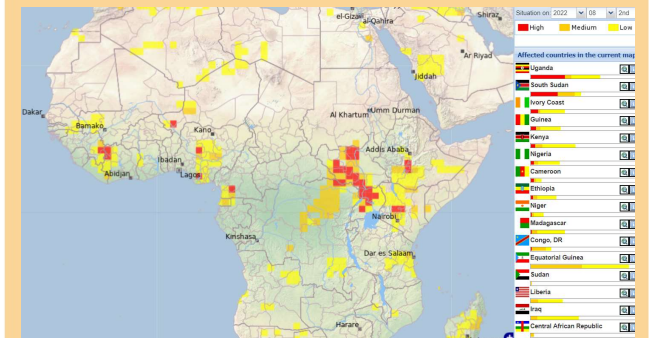 Situation on: 2022 08 2nd
High Medium Low
Affected countries in the current map
Uganda
South Sudan
Ivory Coast
Guinea
Kenya
Nigeria
Cameroon
Ethiopia
Niger
Madagascar
Congo, DR
Equatorial Guinea
Sudan
Liberia
Iraq
Central African Republic
el-Giza
al-Qahira
Shiraz
Ar Riyad
Jiddah
Dakar
Al Khartum
Umm Durman
Bamako
Kano
Addis Ababa
Ibadan
Abidjan
Lagos
Nairobi
Kinshasa
Dar es Salaam
Harare